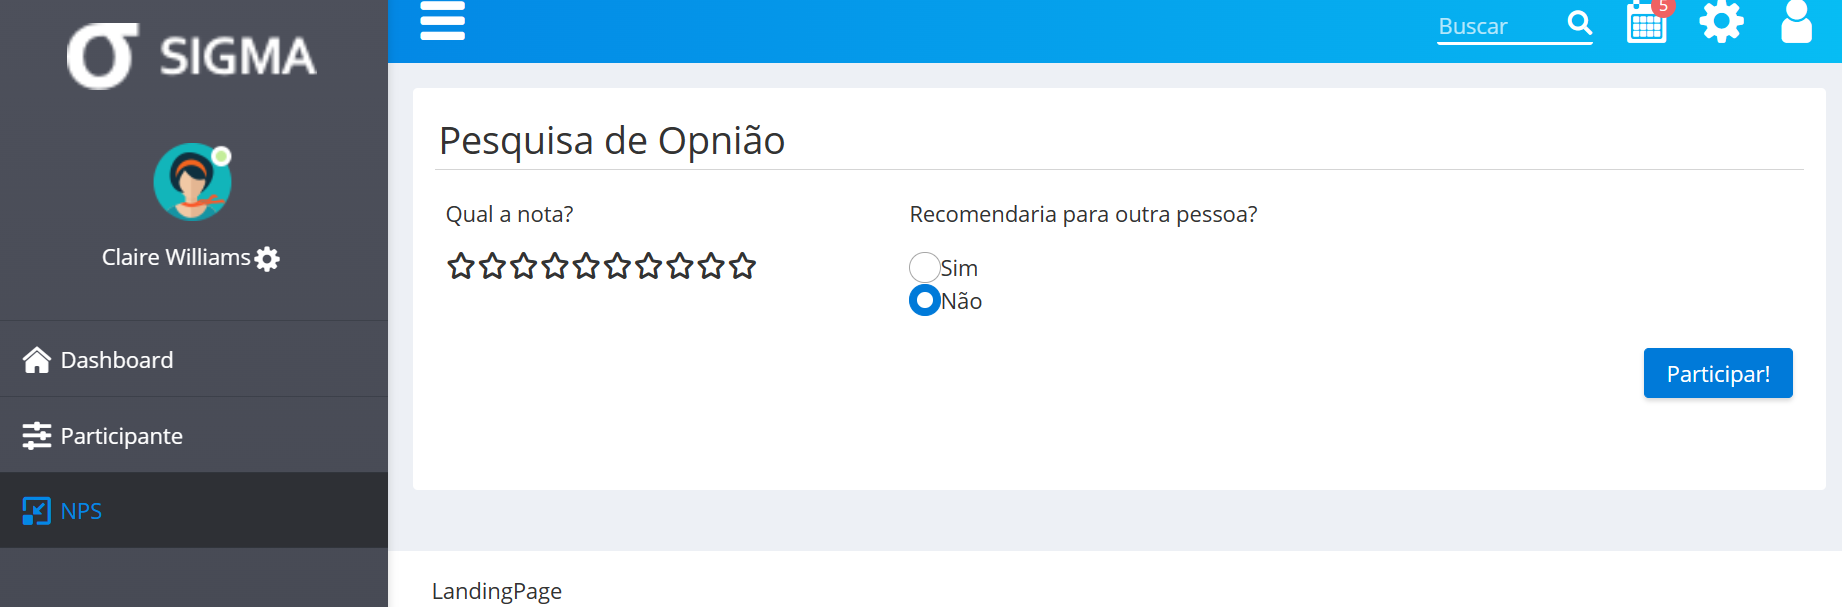 SIGMA
Buscar
5
Claire Williams
Dashboard
Participante
NPS
Pesquisa de Opnião
Qual a nota?
Recomendaria para outra pessoa?
Sim
Não
Participar!
LandingPage